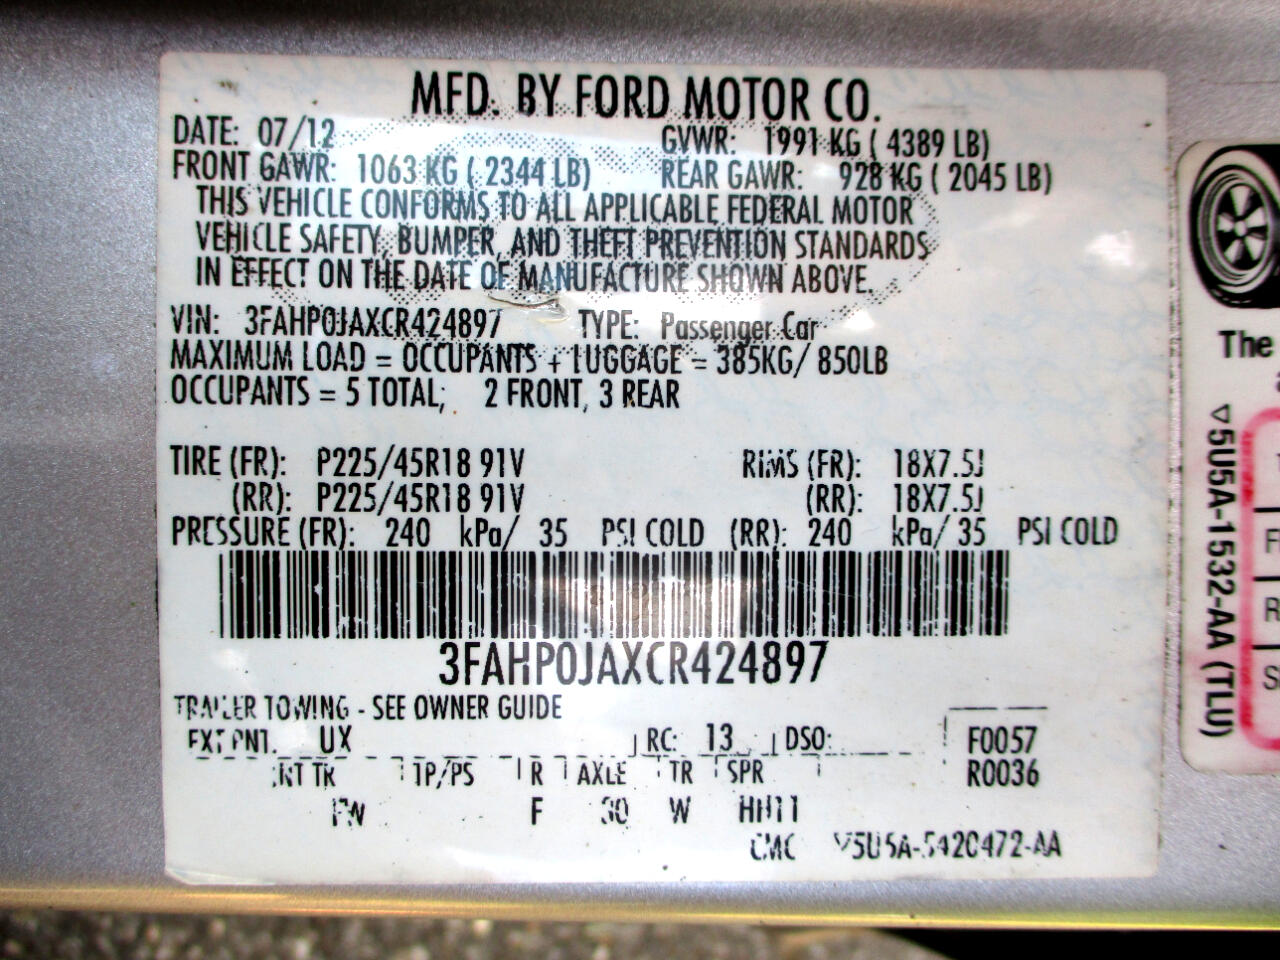 MFD. BY FORD MOTOR CO.
DATE: 07/12 GVWR: 1991 KG ( 4389 LB)
FRONT GAWR: 1063 KG ( 2344 LB) REAR GAWR: 928 KG ( 2045 LB)
THIS VEHICLE CONFORMS TO ALL APPLICABLE FEDERAL MOTOR
VEHICLE SAFETY, BUMPER, AND THEFT PREVENTION STANDARDS
IN EFFECT ON THE DATE OF MANUFACTURE SHOWN ABOVE.
VIN: 3FAHP0JAXCR424897 TYPE: Passenger Car
MAXIMUM LOAD = OCCUPANTS + LUGGAGE = 385KG/ 850LB
OCCUPANTS = 5 TOTAL; 2 FRONT, 3 REAR
TIRE (FR): P225/45R18 91V RIMS (FR): 18X7.5J
(RR): P225/45R18 91V (RR): 18X7.5J
PRESSURE (FR): 240 kPa/ 35 PSI COLD (RR): 240 kPa/ 35 PSI COLD
3FAHP0JAXCR424897
TRAILER TOWING - SEE OWNER GUIDE
EXT PNT: UX RC: 13 DSO: F0057
INT TR TP/PS R AXLE TR SPR R0036
FW F 30 W HH11
CMC V5U5A-5420472-AA
The
▽5U5A-1532-AA (TLU)